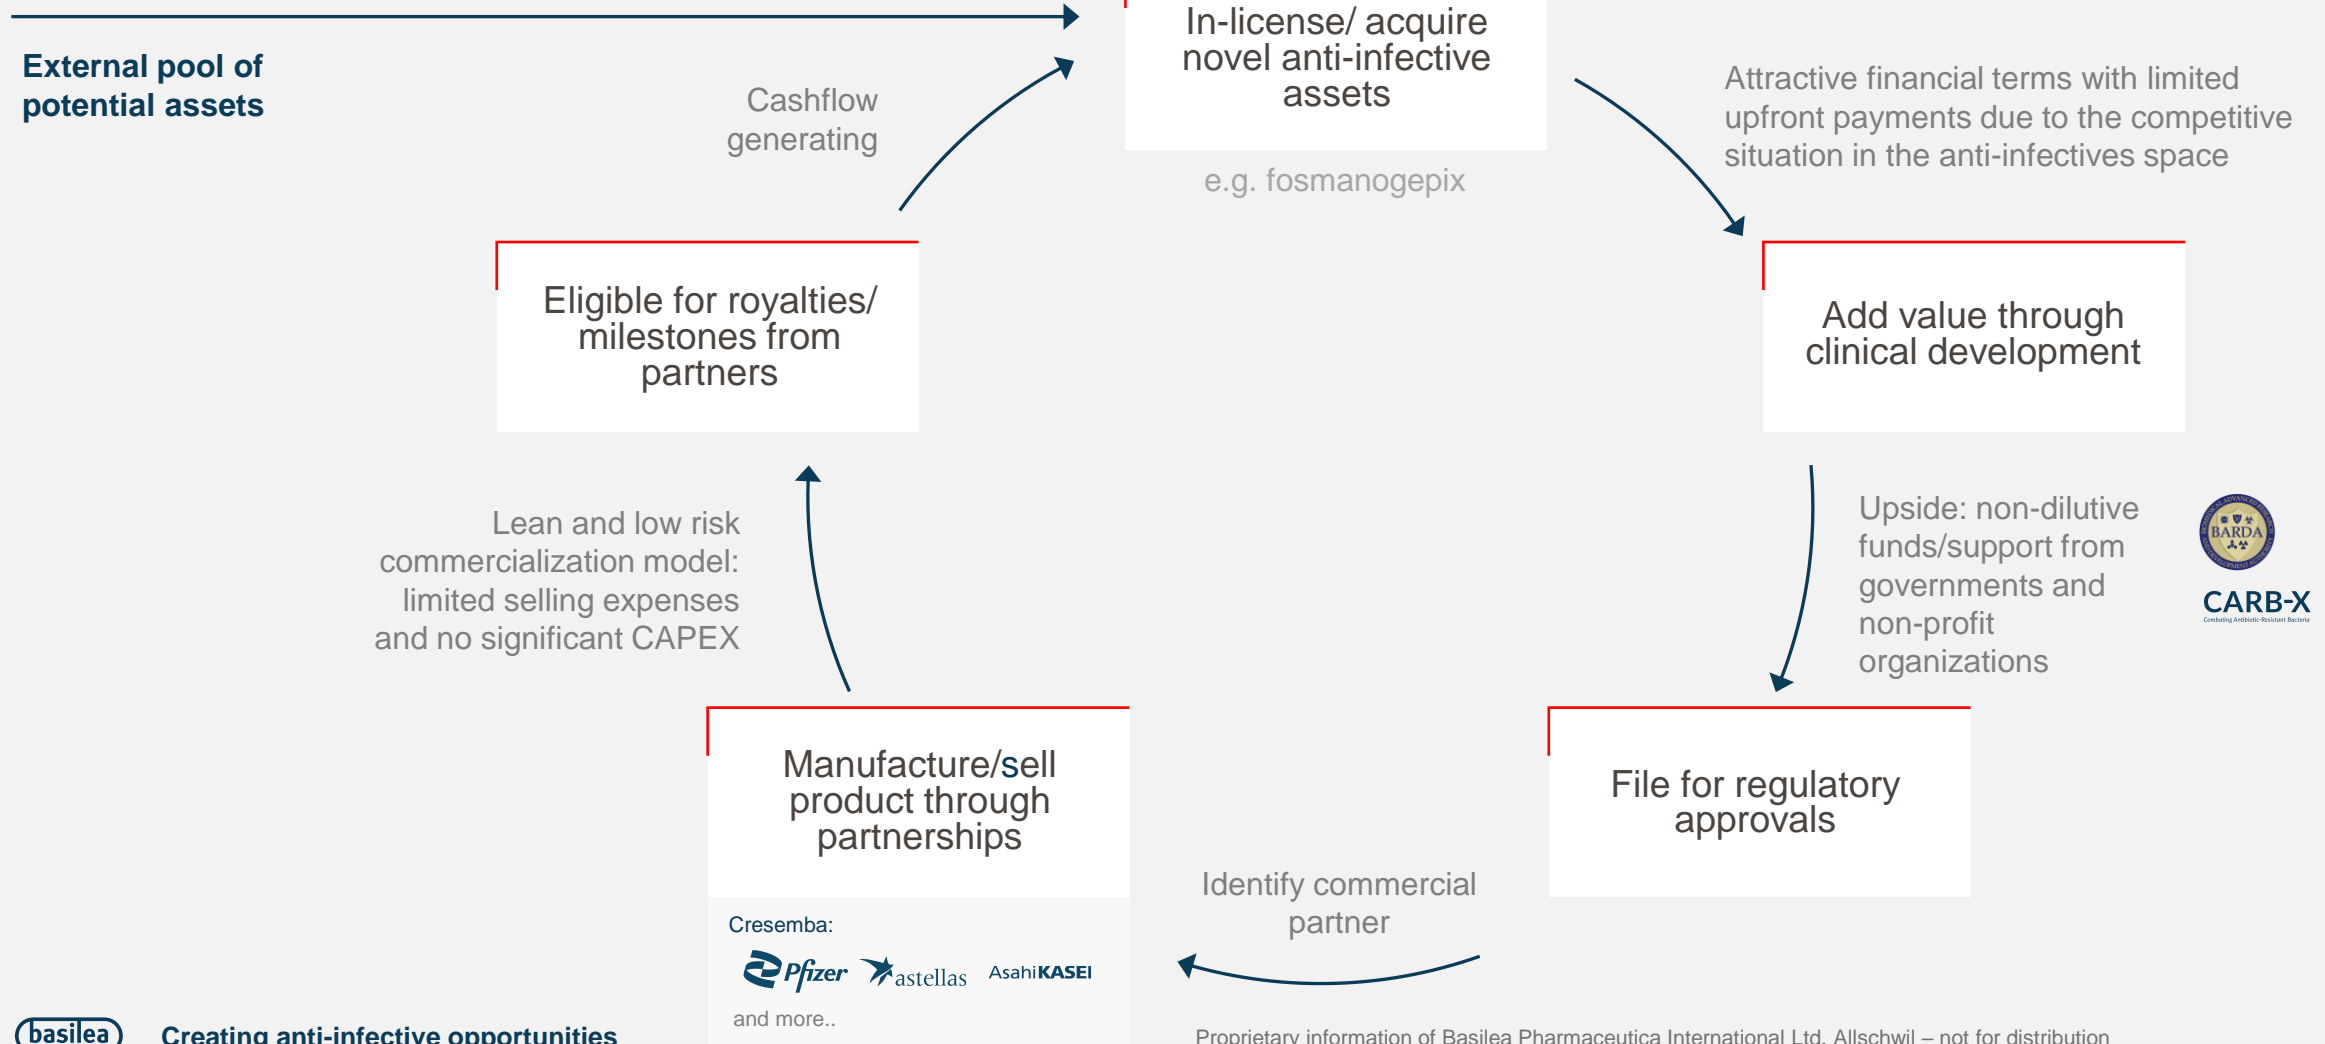 In-license/ acquire
novel anti-infective
assets
e.g. fosmanogepix
External pool of
potential assets
Cashflow
generating
Attractive financial terms with limited
upfront payments due to the competitive
situation in the anti-infectives space
Eligible for royalties/
milestones from
partners
Add value through
clinical development
Lean and low risk
commercialization model:
limited selling expenses
and no significant CAPEX
Upside: non-dilutive
funds/support from
governments and
non-profit
organizations
BARDA
CARB-X
Combating Antibiotic-Resistant Bacteria
Manufacture/sell
product through
partnerships
File for regulatory
approvals
Identify commercial
partner
Cresemba:
Pfizer astellas AsahiKASEI
and more..
basilea
Creating anti-infective opportunities
Proprietary information of Basilea Pharmaceutica International Ltd, Allschwil – not for distribution